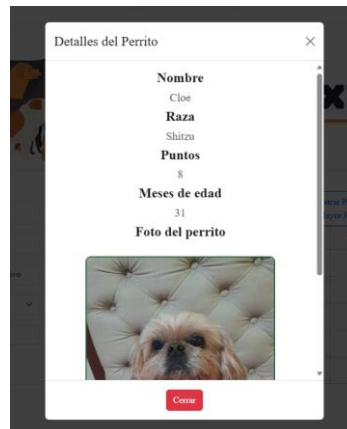 Detalles del Perrito
Nombre
Cloe
Raza
Shitzu
Puntos
8
Meses de edad
31
Foto del perrito
Cerrar